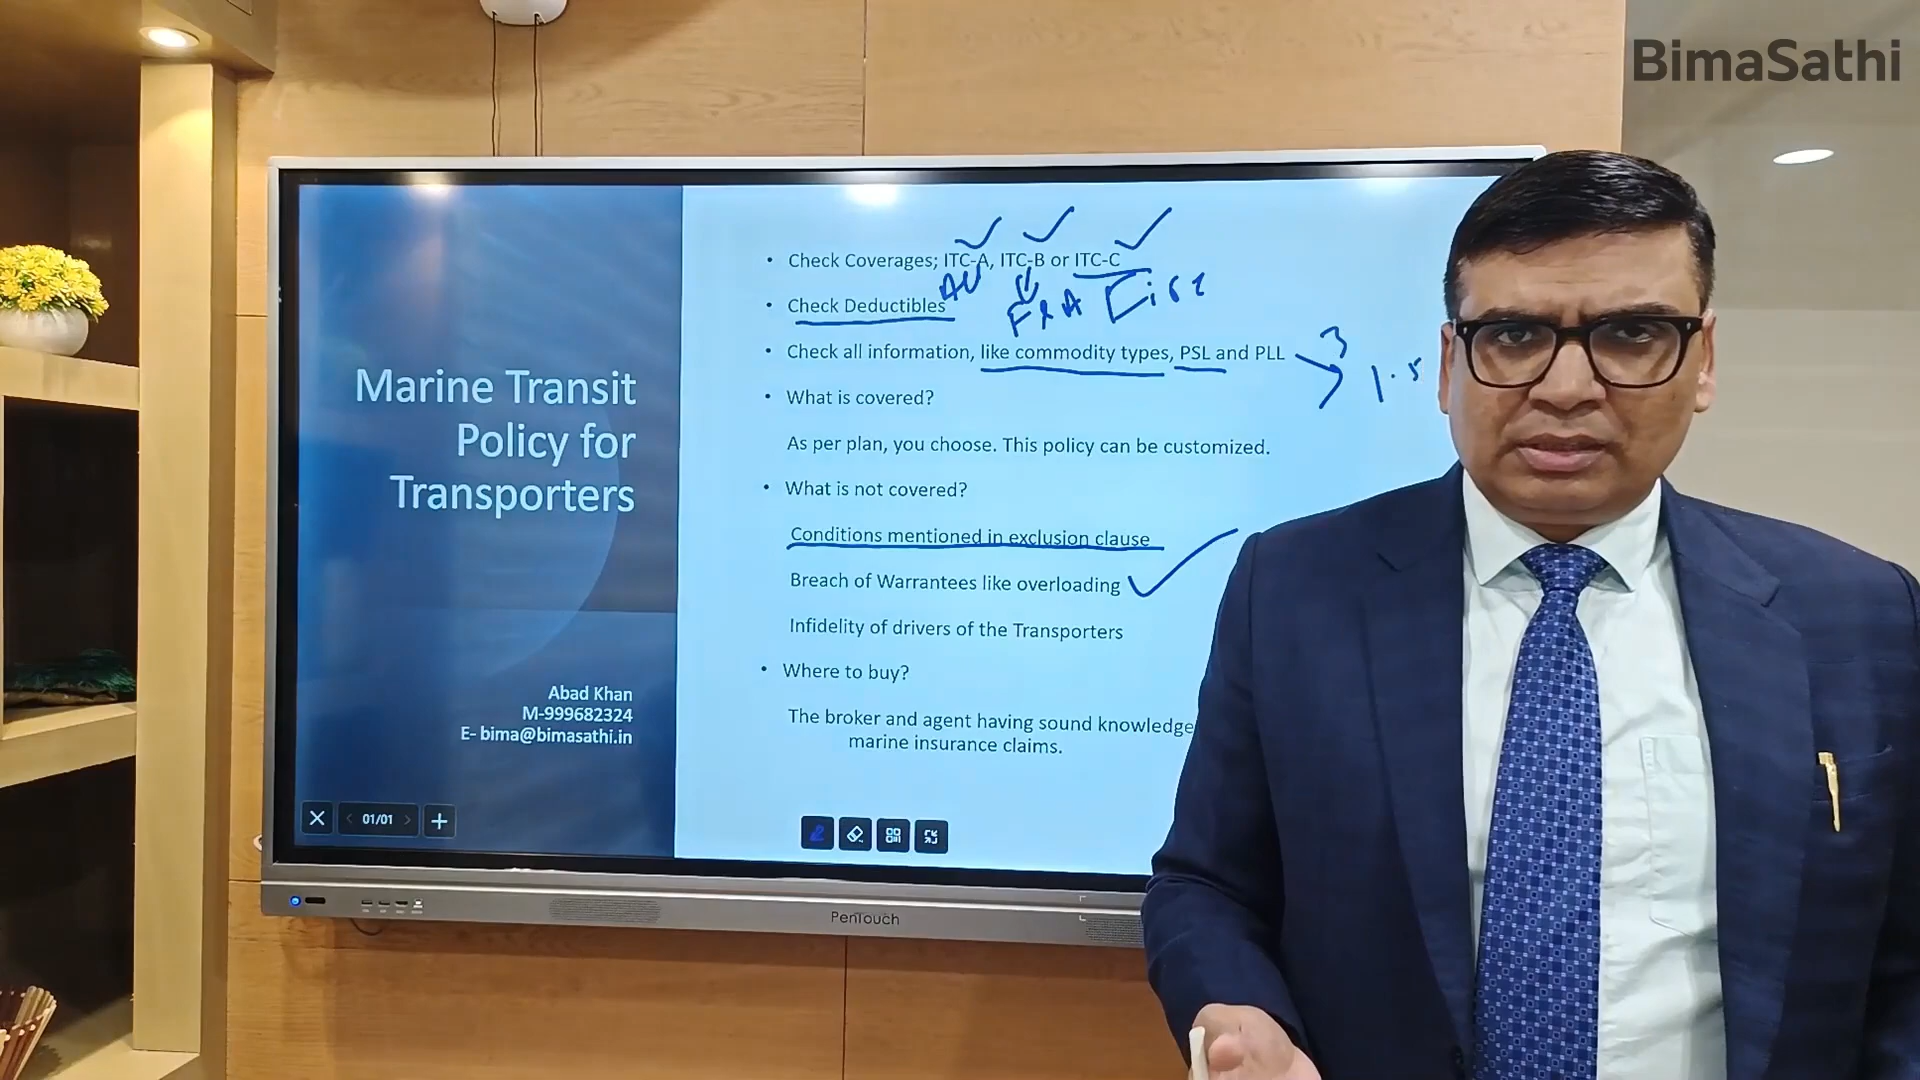 BimaSathi
Marine Transit
Policy for
Transporters
Abad Khan
M-999682324
E- bima@bimasathi.in
01/01
• Check Coverages; ITC-A, ITC-B or ITC-C
• Check Deductibles
• Check all information, like commodity types, PSL and PLL
3
1.5
• What is covered?
As per plan, you choose. This policy can be customized.
• What is not covered?
Conditions mentioned in exclusion clause
Breach of Warrantees like overloading
Infidelity of drivers of the Transporters
• Where to buy?
The broker and agent having sound knowledge
marine insurance claims.
PenTouch